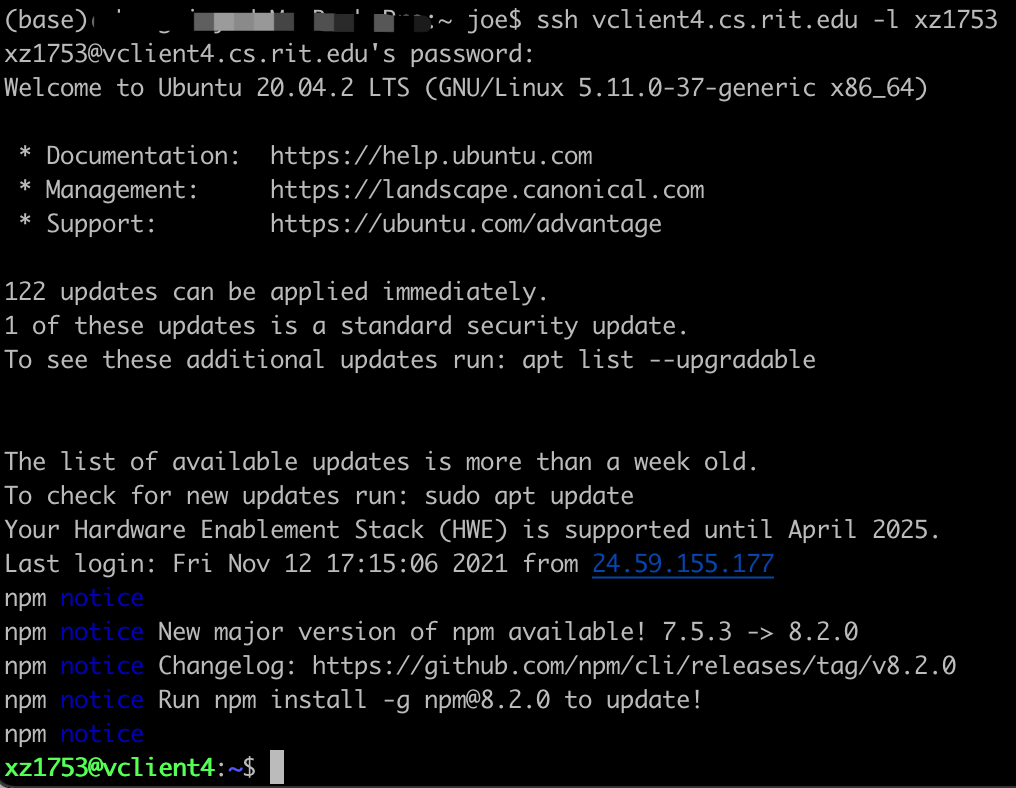 (base) :~ joe$ ssh vclient4.cs.rit.edu -l xz1753
xz1753@vclient4.cs.rit.edu's password:
Welcome to Ubuntu 20.04.2 LTS (GNU/Linux 5.11.0-37-generic x86_64)
* Documentation:  https://help.ubuntu.com
* Management:     https://landscape.canonical.com
* Support:        https://ubuntu.com/advantage
122 updates can be applied immediately.
1 of these updates is a standard security update.
To see these additional updates run: apt list --upgradable
The list of available updates is more than a week old.
To check for new updates run: sudo apt update
Your Hardware Enablement Stack (HWE) is supported until April 2025.
Last login: Fri Nov 12 17:15:06 2021 from 24.59.155.177
npm notice
npm notice New major version of npm available! 7.5.3 -> 8.2.0
npm notice Changelog: https://github.com/npm/cli/releases/tag/v8.2.0
npm notice Run npm install -g npm@8.2.0 to update!
npm notice
xz1753@vclient4:~$